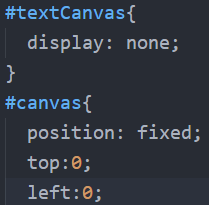 #textCanvas{
  display: none;
}
#canvas{
  position: fixed;
  top:0;
  left:0;